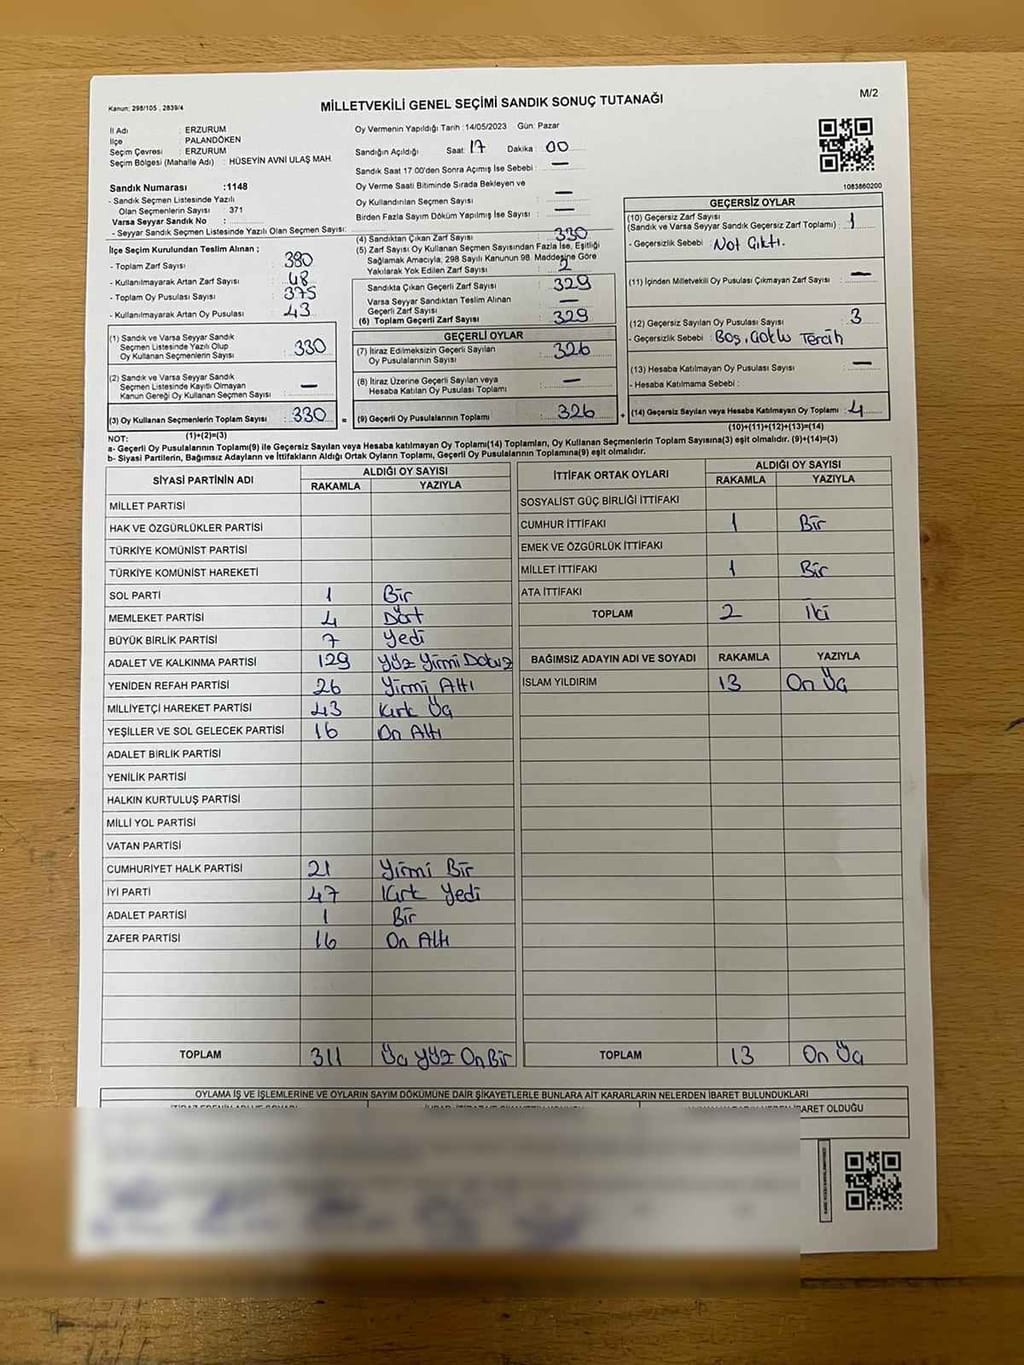 Kanun: 298/105 , 2839/4
MİLLETVEKİLİ GENEL SEÇİMİ SANDIK SONUÇ TUTANAĞI
M/2
İl Adı : ERZURUM
İlçe : PALANDÖKEN
Seçim Çevresi : ERZURUM
Seçim Bölgesi (Mahalle Adı) : HÜSEYİN AVNİ ULAŞ MAH.
Sandık Numarası :1148
- Sandık Seçmen Listesinde Yazılı
Olan Seçmenlerin Sayısı : 371
Varsa Seyyar Sandık No :
- Seyyar Sandık Seçmen Listesinde Yazılı Olan Seçmen Sayısı:
Oy Vermenin Yapıldığı Tarih :14/05/2023 Gün: Pazar
Sandığın Açıldığı Saat: 17 Dakika : 00
Sandık Saat 17.00'den Sonra Açımış İse Sebebi : —
Oy Verme Saati Bitiminde Sırada Bekleyen ve
Oy Kullandırılan Seçmen Sayısı : —
Birden Fazla Sayım Döküm Yapılmış İse Sayısı : —
1083860200
İlçe Seçim Kurulundan Teslim Alınan ;
- Toplam Zarf Sayısı : 380
- Kullanılmayarak Artan Zarf Sayısı : 48
- Toplam Oy Pusulası Sayısı : 375
- Kullanılmayarak Artan Oy Pusulası : 43
(1) Sandık ve Varsa Seyyar Sandık
Seçmen Listesinde Yazılı Olup
Oy Kullanan Seçmenlerin Sayısı : 330
(2) Sandık ve Varsa Seyyar Sandık
Seçmen Listesinde Kayıtlı Olmayan
Kanun Gereği Oy Kullanan Seçmen Sayısı : —
(3) Oy Kullanan Seçmenlerin Toplam Sayısı : 330
(1)+(2)=(3)
(4) Sandıktan Çıkan Zarf Sayısı : 330
(5) Zarf Sayısı Oy Kullanan Seçmen Sayısından Fazla İse, Eşitliği
Sağlamak Amacıyla, 298 Sayılı Kanunun 98. Maddesine Göre
Yakılarak Yok Edilen Zarf Sayısı : 2
Sandıkta Çıkan Geçerli Zarf Sayısı : 329
Varsa Seyyar Sandıktan Teslim Alınan
Geçerli Zarf Sayısı : —
(6) Toplam Geçerli Zarf Sayısı : 329
GEÇERLİ OYLAR
(7) İtiraz Edilmeksizin Geçerli Sayılan
Oy Pusulalarının Sayısı : 326
(8) İtiraz Üzerine Geçerli Sayılan veya
Hesaba Katılan Oy Pusulası Toplamı : —
= (9) Geçerli Oy Pusulalarının Toplamı : 326
GEÇERSİZ OYLAR
(10) Geçersiz Zarf Sayısı
(Sandık ve Varsa Seyyar Sandık Geçersiz Zarf Toplamı) : 1
- Geçersizlik Sebebi : Not Çıktı.
(11) İçinden Milletvekili Oy Pusulası Çıkmayan Zarf Sayısı : —
(12) Geçersiz Sayılan Oy Pusulası Sayısı : 3
- Geçersizlik Sebebi : Boş, Çoklu Tercih
(13) Hesaba Katılmayan Oy Pusulası Sayısı : —
- Hesaba Katılmama Sebebi :
+ (14) Geçersiz Sayılan veya Hesaba Katılmayan Oy Toplamı : 4
(10)+(11)+(12)+(13)=(14)
NOT:
a- Geçerli Oy Pusulalarının Toplamı(9) ile Geçersiz Sayılan veya Hesaba katılmayan Oy Toplamı(14) Toplamları, Oy Kullanan Seçmenlerin Toplam Sayısına(3) eşit olmalıdır. (9)+(14)=(3)
b- Siyasi Partilerin, Bağımsız Adayların ve İttifakların Aldığı Ortak Oyların Toplamı, Geçerli Oy Pusulalarının Toplamına(9) eşit olmalıdır.
SİYASİ PARTİNİN ADI ALDIĞI OY SAYISI
RAKAMLA YAZIYLA
MİLLET PARTİSİ
HAK VE ÖZGÜRLÜKLER PARTİSİ
TÜRKİYE KOMÜNİST PARTİSİ
TÜRKİYE KOMÜNİST HAREKETİ
SOL PARTİ 1 Bir
MEMLEKET PARTİSİ 4 Dört
BÜYÜK BİRLİK PARTİSİ 7 Yedi
ADALET VE KALKINMA PARTİSİ 129 Yüz Yirmi Dokuz
YENİDEN REFAH PARTİSİ 26 Yirmi Altı
MİLLİYETÇİ HAREKET PARTİSİ 43 Kırk Üç
YEŞİLLER VE SOL GELECEK PARTİSİ 16 On Altı
ADALET BİRLİK PARTİSİ
YENİLİK PARTİSİ
HALKIN KURTULUŞ PARTİSİ
MİLLİ YOL PARTİSİ
VATAN PARTİSİ
CUMHURİYET HALK PARTİSİ 21 Yirmi Bir
İYİ PARTİ 47 Kırk Yedi
ADALET PARTİSİ 1 Bir
ZAFER PARTİSİ 16 On Altı
TOPLAM 311 Üç Yüz On Bir
İTTİFAK ORTAK OYLARI ALDIĞI OY SAYISI
RAKAMLA YAZIYLA
SOSYALİST GÜÇ BİRLİĞİ İTTİFAKI
CUMHUR İTTİFAKI 1 Bir
EMEK VE ÖZGÜRLÜK İTTİFAKI
MİLLET İTTİFAKI 1 Bir
ATA İTTİFAKI
TOPLAM 2 İki
BAĞIMSIZ ADAYIN ADI VE SOYADI RAKAMLA YAZIYLA
İSLAM YILDIRIM 13 On Üç
TOPLAM 13 On Üç
OYLAMA İŞ VE İŞLEMLERİNE VE OYLARIN SAYIM DÖKÜMÜNE DAİR ŞİKAYETLERLE BUNLARA AİT KARARLARIN NELERDEN İBARET BULUNDUKLARI
İBARET OLDUĞU